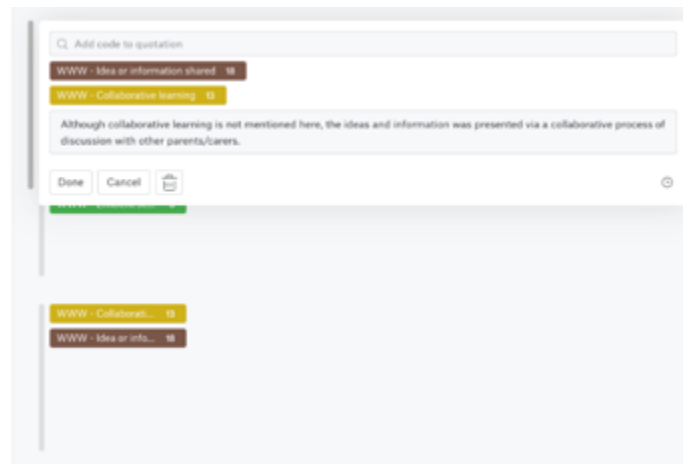 Add code to quotation
WWW - Idea or information shared 18
WWW - Collaborative learning 13
Although collaborative learning is not mentioned here, the ideas and information was presented via a collaborative process of
discussion with other parents/carers.
Done Cancel
WWW - Collaborati... 13
WWW - Idea or info... 18